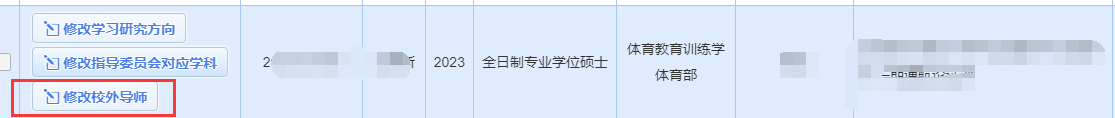 修改学习研究方向
修改指导委员会对应学科
修改校外导师
2023
全日制专业学位硕士
体育教育训练学
体育部